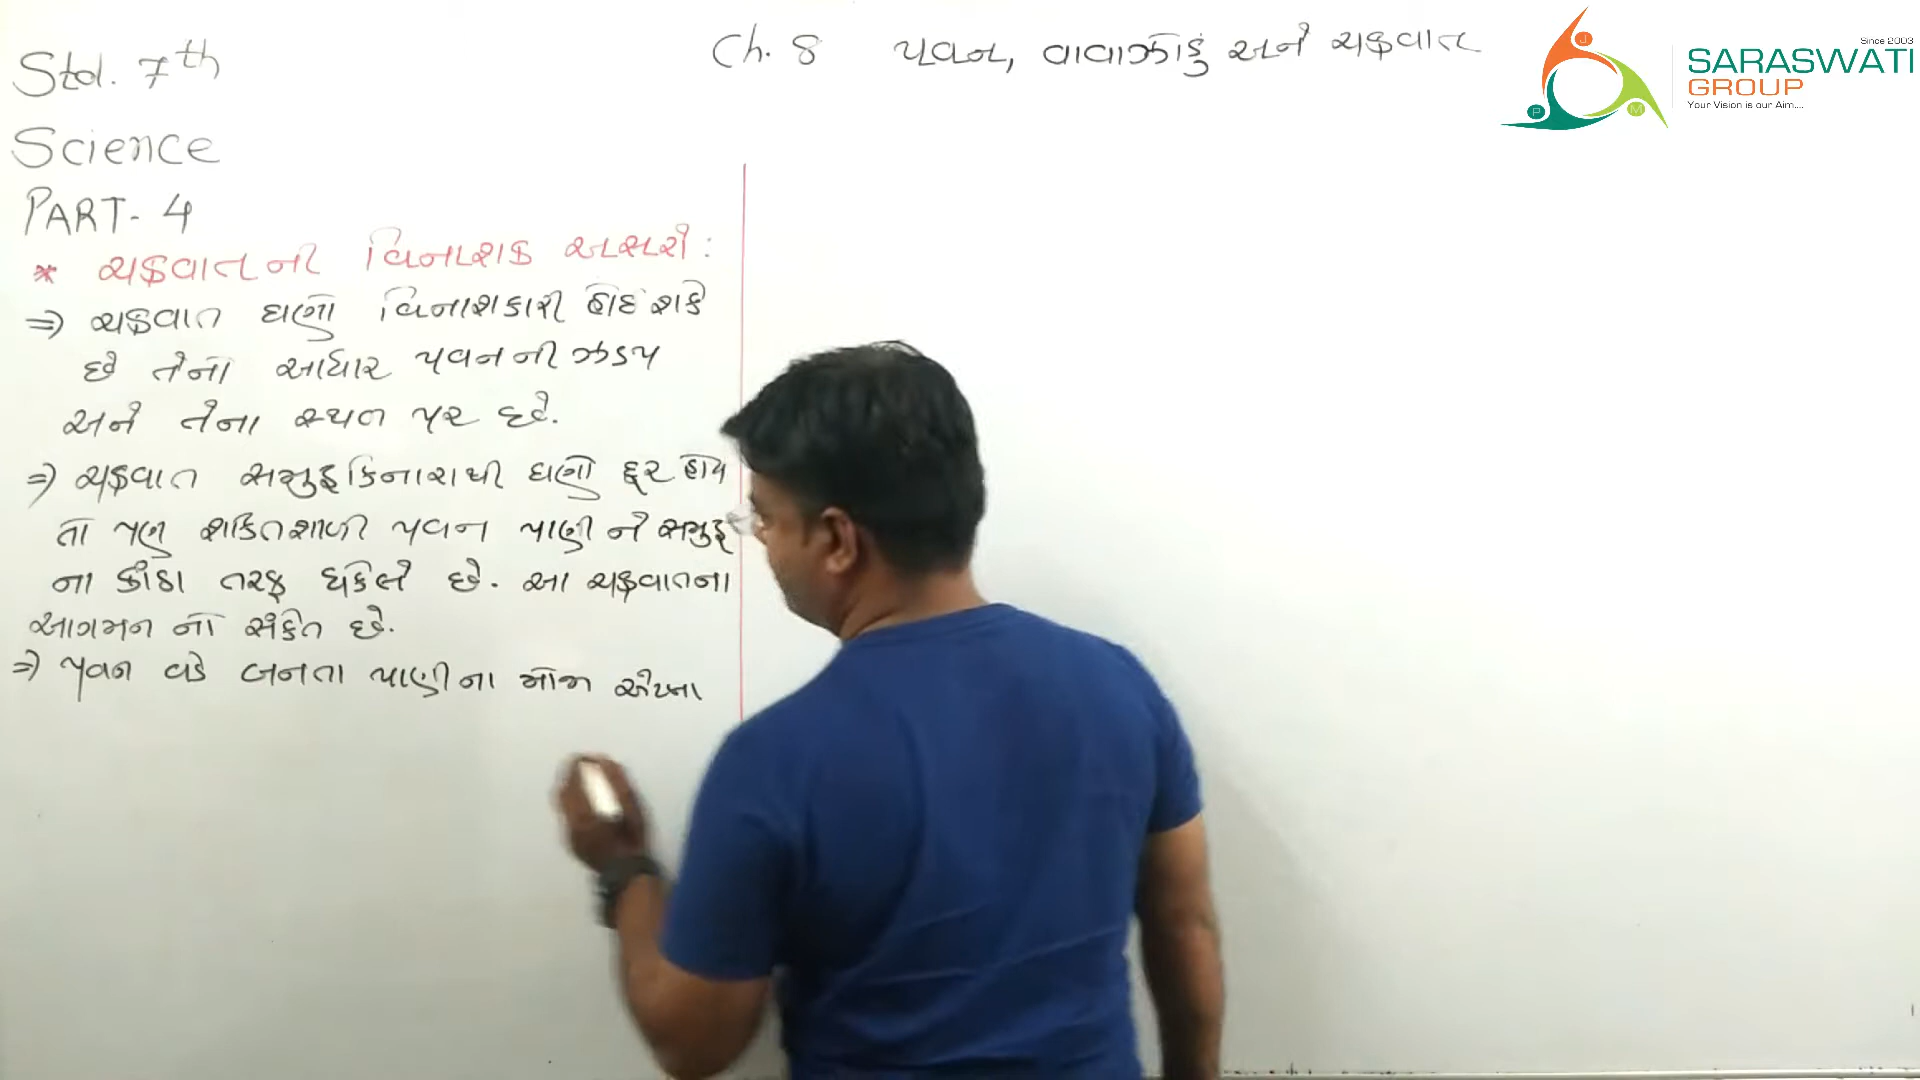 Std. 7th
Science
PART-4
Ch. 8 પવન, વાવાઝોડું અને ચક્રવાત
Since 2003
SARASWATI
GROUP
Your Vision is our Aim....
J
P
M
* ચક્રવાતની વિનાશક અસરો :
⇒ ચક્રવાત ઘણો વિનાશકારી હોઇ શકે
છે તેનો આધાર પવનની ઝડપ
અને તેના સ્થળ પર છે.
⇒ ચક્રવાત સમુદ્રકિનારાથી ઘણો દૂર હોય
તો પણ શક્તિશાળી પવન પાણી ને સમુદ્ર
ના કાંઠા તરફ ધકેલે છે. આ ચક્રવાતના
આગમન નો સંકેત છે.
⇒ પવન વડે બનતા પાણીના મોજા એટલા